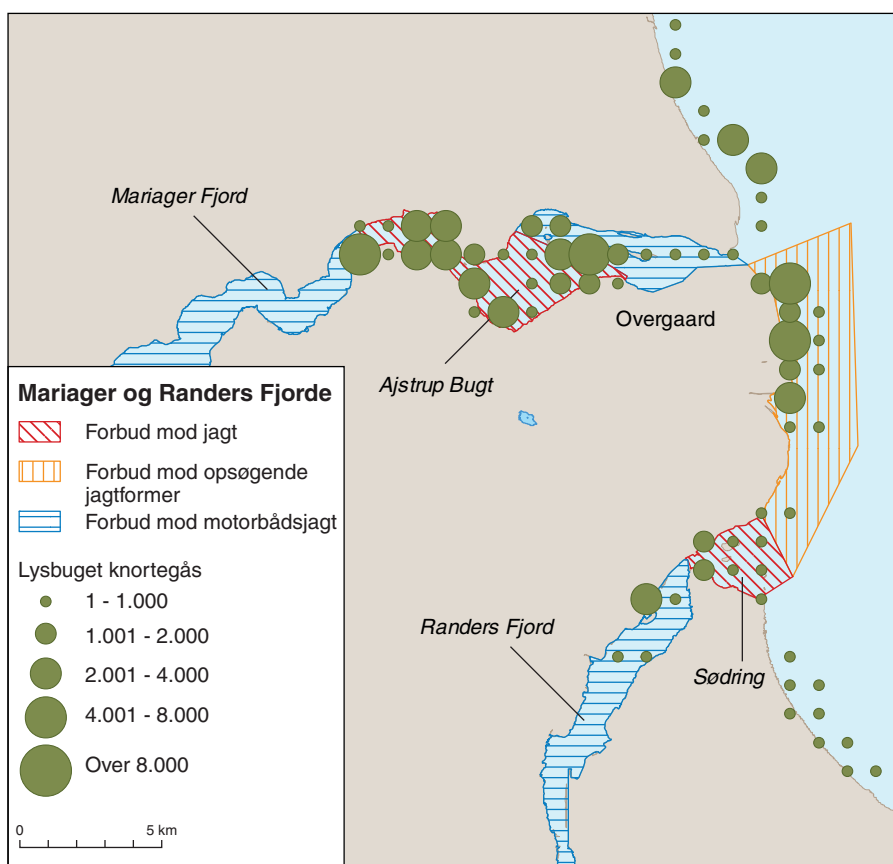 Mariager Fjord
Overgaard
Ajstrup Bugt
Mariager og Randers Fjorde
Forbud mod jagt
Forbud mod opsøgende
jagtformer
Forbud mod motorbådsjagt
Lysbuget knortegås
1 - 1.000
1.001 - 2.000
2.001 - 4.000
4.001 - 8.000
Over 8.000
0 5 km
Randers Fjord
Sødring